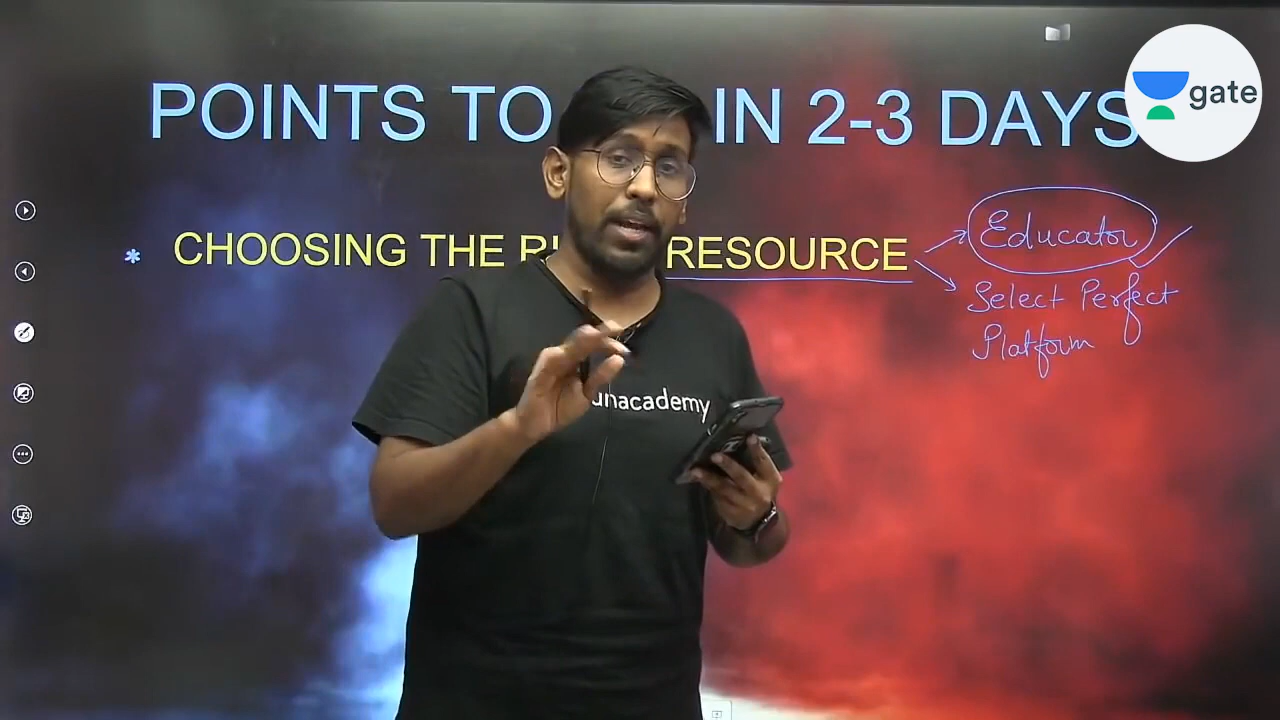 POINTS TO IN 2-3 DAYS
gate
* CHOOSING THE RESOURCE
Educator
Select Perfect
Platform
unacademy